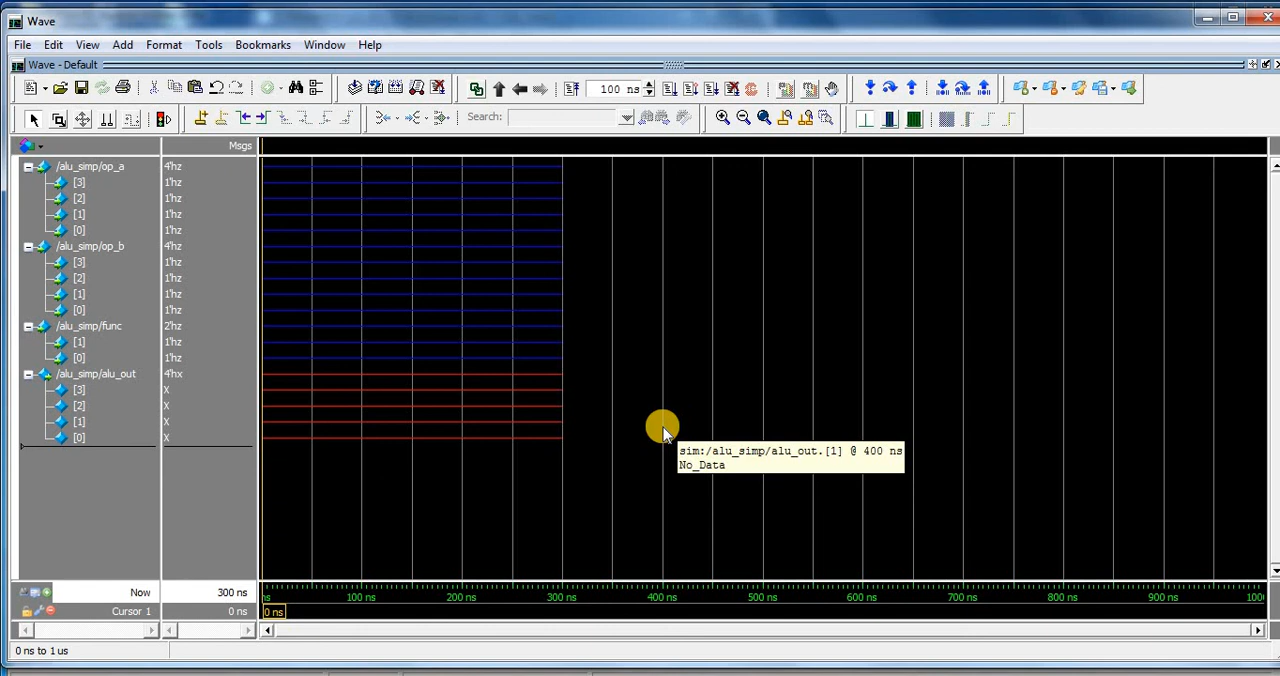 Wave
File Edit View Add Format Tools Bookmarks Window Help
Wave - Default
100 ns
Search:
Msgs
/alu_simp/op_a 4'hz
[3] 1'hz
[2] 1'hz
[1] 1'hz
[0] 1'hz
/alu_simp/op_b 4'hz
[3] 1'hz
[2] 1'hz
[1] 1'hz
[0] 1'hz
/alu_simp/func 2'hz
[1] 1'hz
[0] 1'hz
/alu_simp/alu_out 4'hx
[3] X
[2] X
[1] X
[0] X
sim:/alu_simp/alu_out.[1] @ 400 ns
No_Data
Now 300 ns
ns 100 ns 200 ns 300 ns 400 ns 500 ns 600 ns 700 ns 800 ns 900 ns 1000
Cursor 1 0 ns
0 ns
0 ns to 1 us